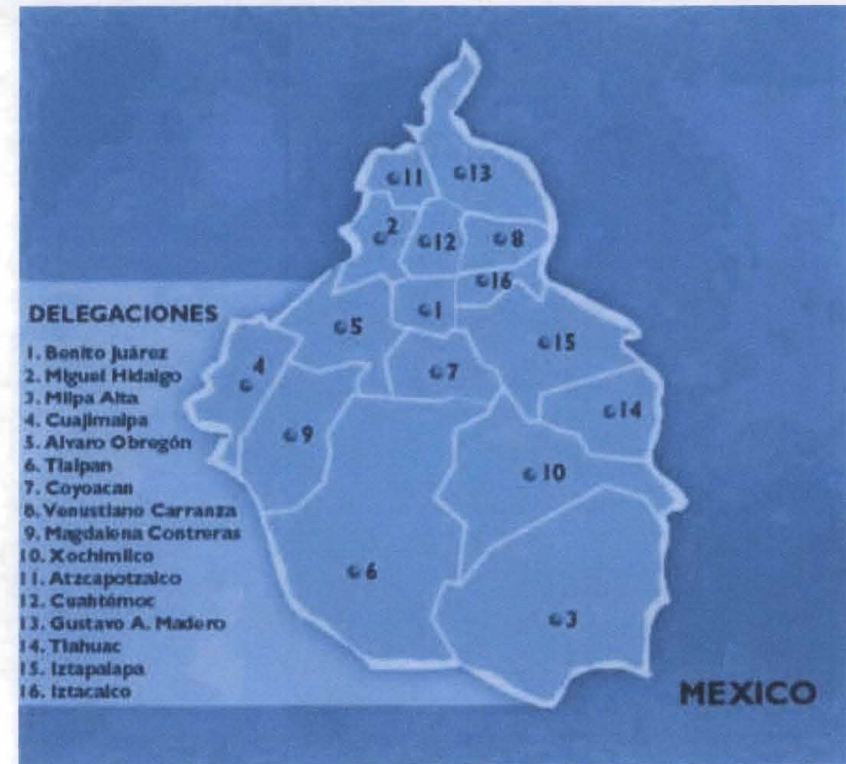 11
13
2
12
8
16
1
5
15
4
7
14
9
10
6
3
DELEGACIONES
1. Benito Juárez
2. Miguel Hidalgo
3. Milpa Alta
4. Cuajimalpa
5. Alvaro Obregón
6. Tlalpan
7. Coyoacan
8. Venustiano Carranza
9. Magdalena Contreras
10. Xochimilco
11. Atzcapotzalco
12. Cuahtémoc
13. Gustavo A. Madero
14. Tlahuac
15. Iztapalapa
16. Iztacalco
MEXICO